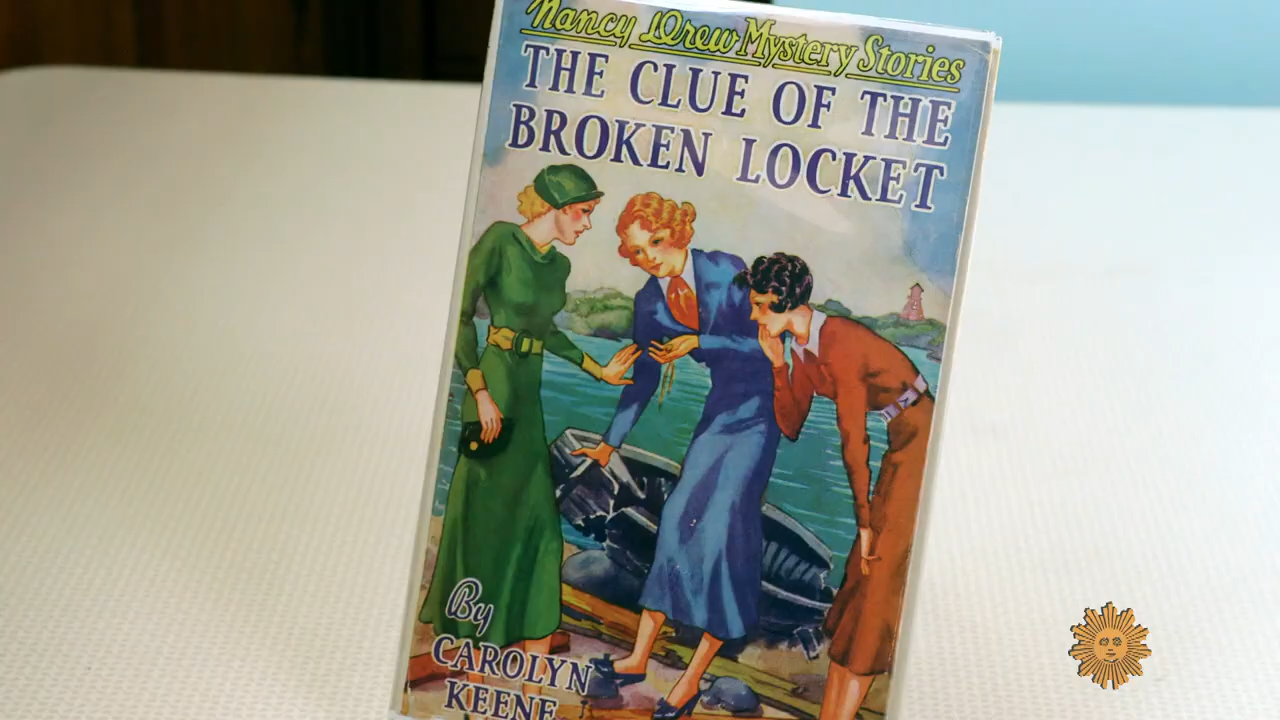 Nancy Drew Mystery Stories
THE CLUE OF THE
BROKEN LOCKET
By
CAROLYN
KEENE